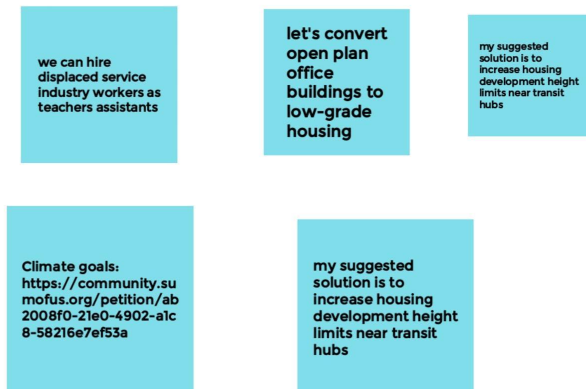 we can hire
displaced service
industry workers as
teachers assistants
let's convert
open plan
office
buildings to
low-grade
housing
my suggested
solution is to
increase housing
development height
limits near transit
hubs
Climate goals:
https://community.su
mofus.org/petition/ab
2008f0-21e0-4902-a1c
8-58216e7ef53a
my suggested
solution is to
increase housing
development height
limits near transit
hubs